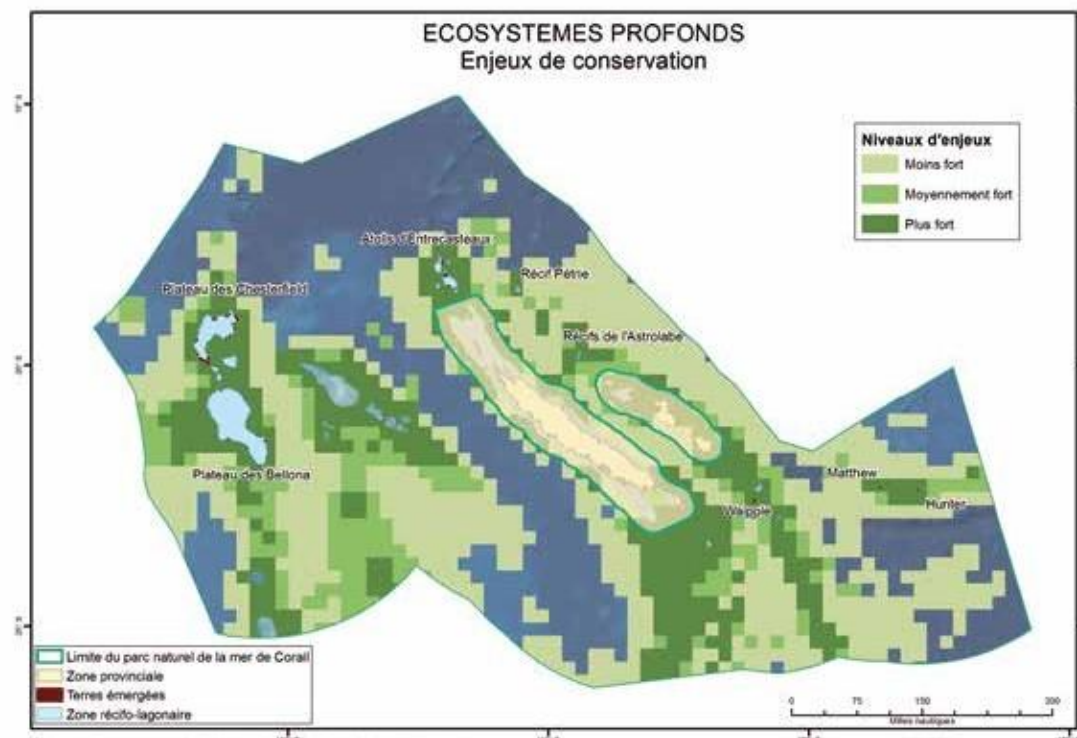 ECOSYSTEMES PROFONDS
Enjeux de conservation
Niveaux d'enjeux
Moins fort
Moyennement fort
Plus fort
Atolls d'Entrecasteaux
Récif Pétrie
Plateau des Chesterfield
Récifs de l'Astrolabe
Plateau des Bellona
Matthew
Walpole
Hunter
Limite du parc naturel de la mer de Corail
Zone provinciale
Terres émergées
Zone récifo-lagonaire
0 75 150 300
Milles nautiques